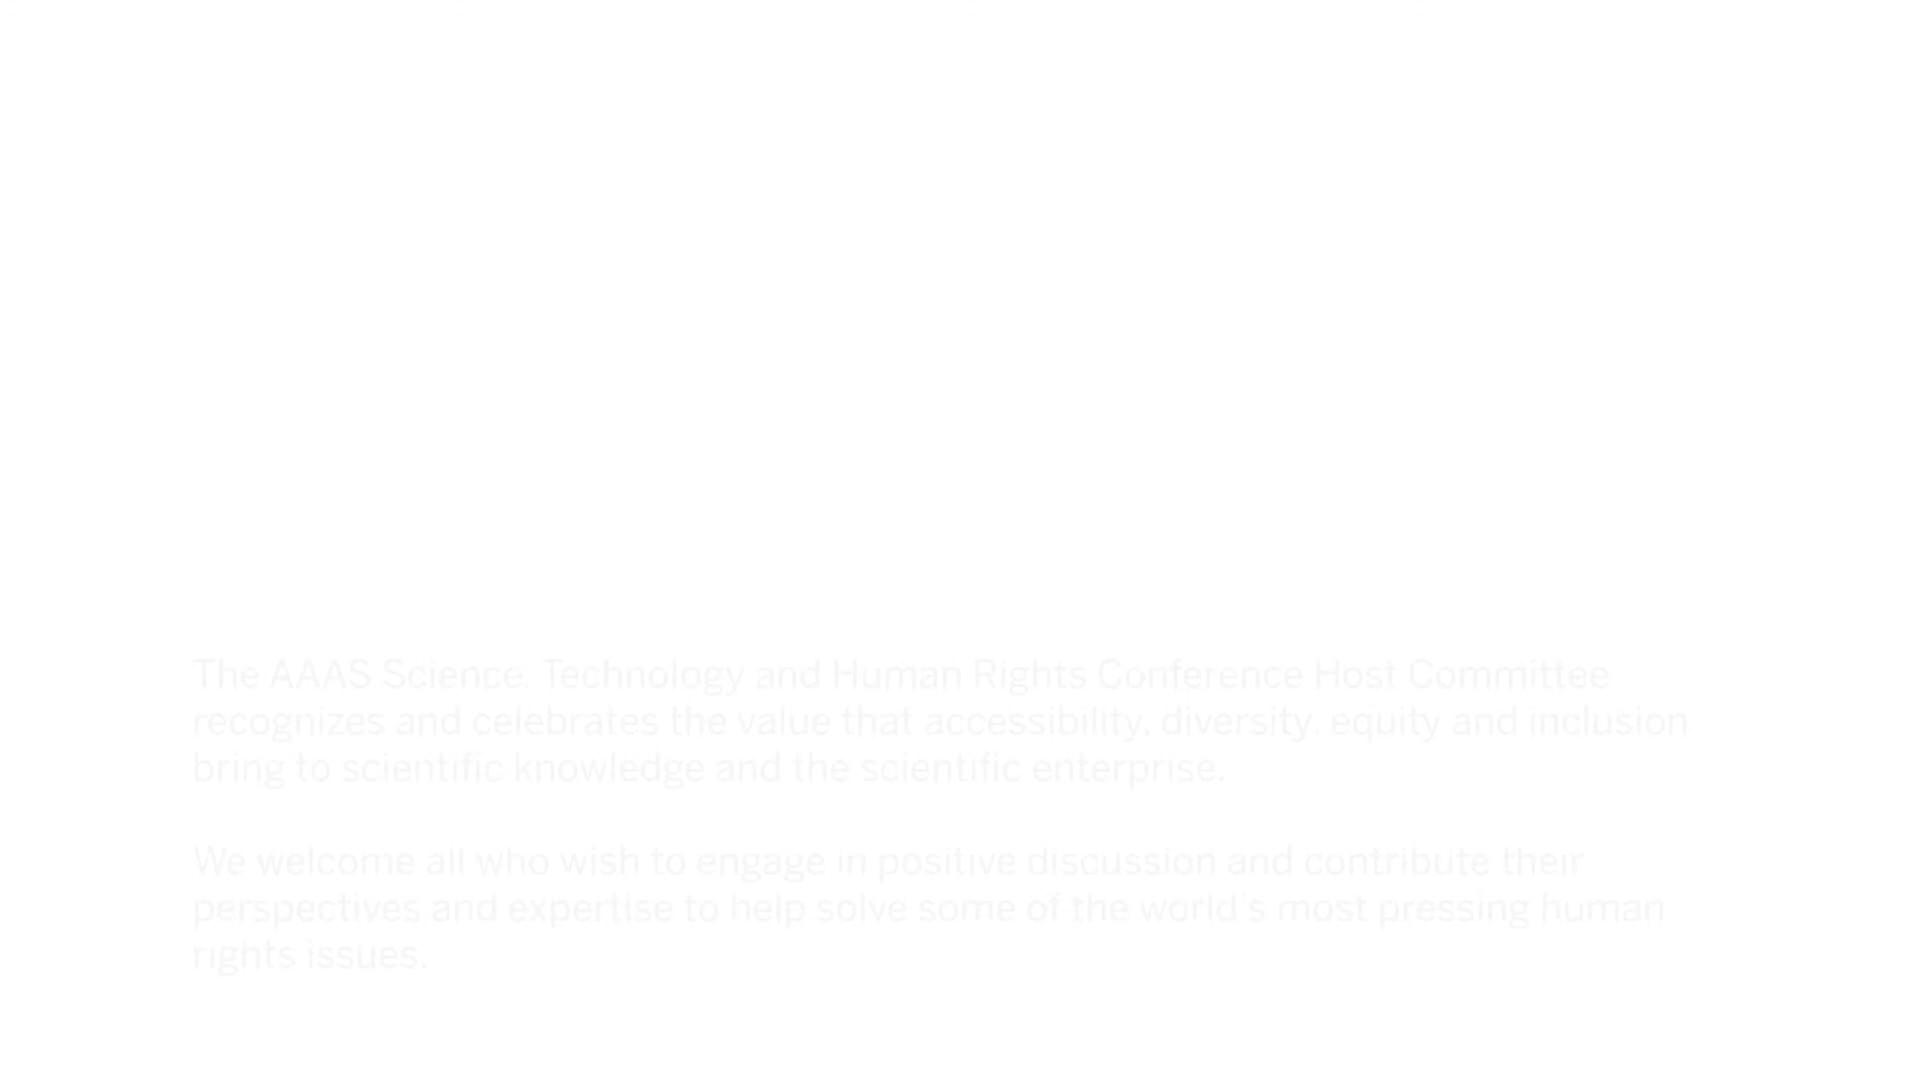 The AAAS Science, Technology and Human Rights Conference Host Committee
recognizes and celebrates the value that accessibility, diversity, equity and inclusion
bring to scientific knowledge and the scientific enterprise.
We welcome all who wish to engage in positive discussion and contribute their
perspectives and expertise to help solve some of the world's most pressing human
rights issues.